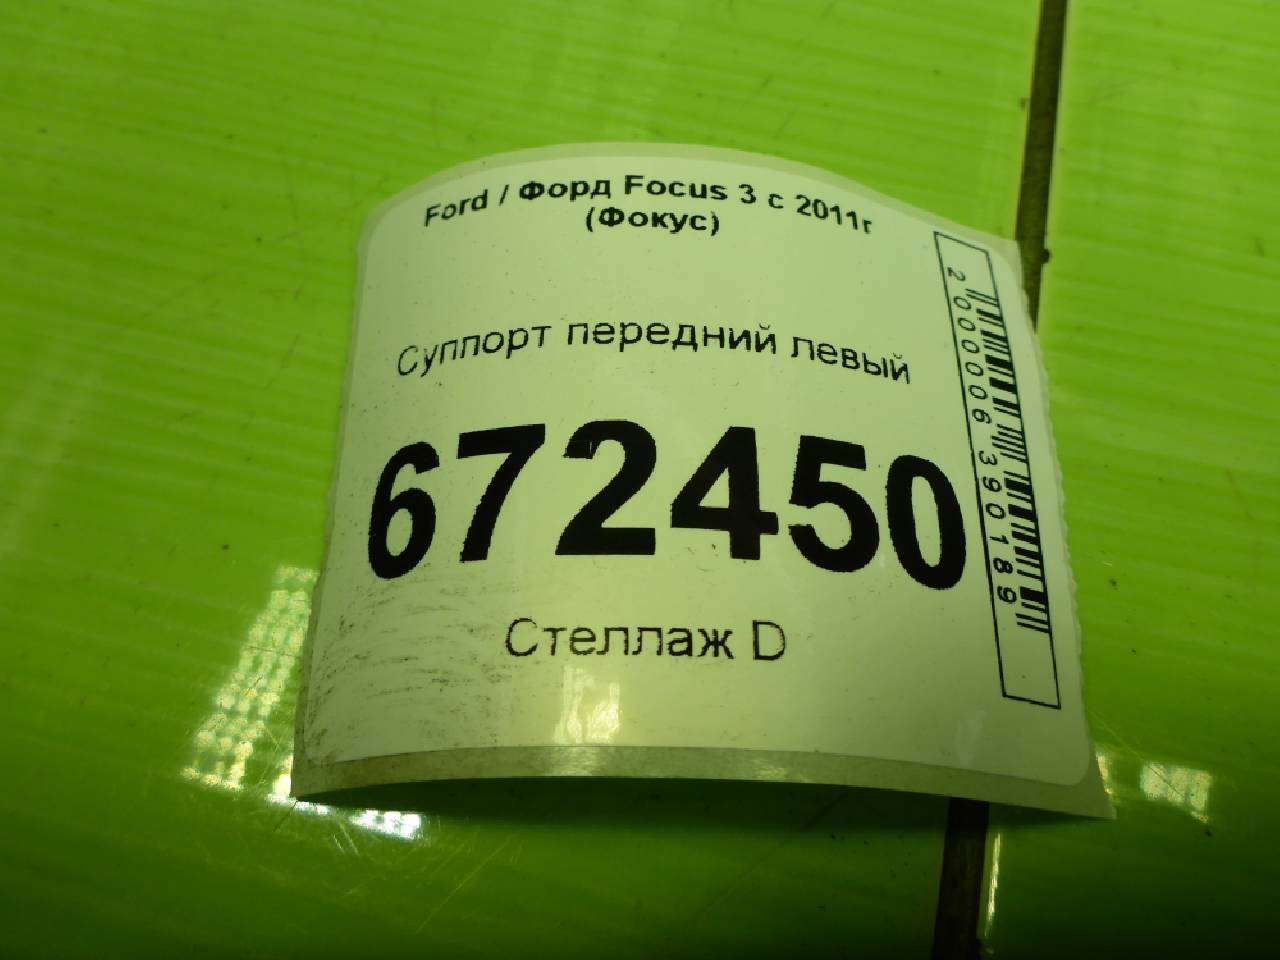 Ford / Форд Focus 3 с 2011г
(Фокус)
Суппорт передний левый
672450
Стеллаж D
2000006390189